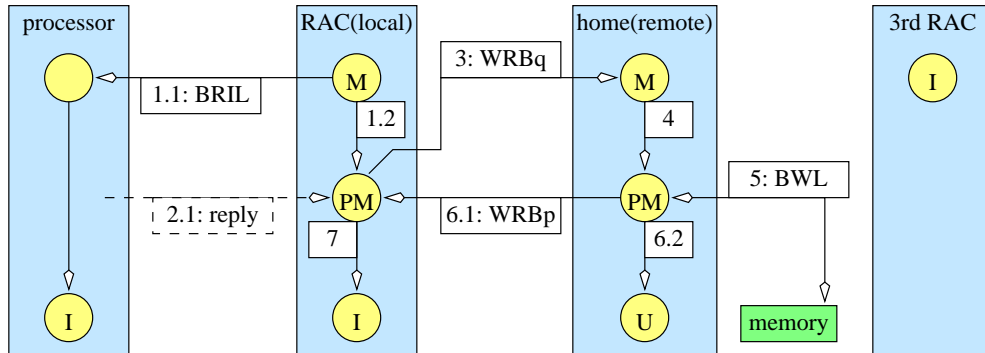 processor
RAC(local)
home(remote)
3rd RAC
M
3: WRBq
M
I
1.1: BRIL
1.2
4
PM
PM
5: BWL
2.1: reply
7
6.1: WRBp
6.2
I
I
U
memory